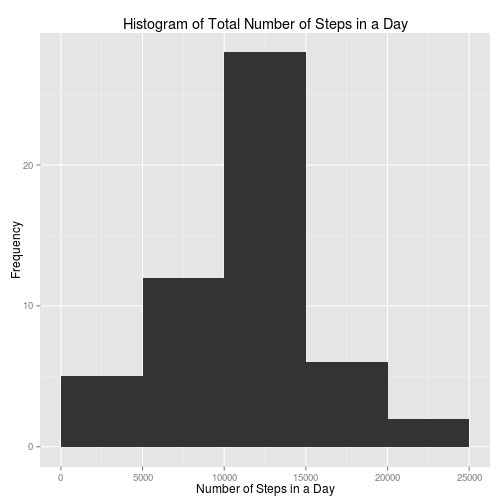 Histogram of Total Number of Steps in a Day
Frequency
20
10
0
0 5000 10000 15000 20000 25000
Number of Steps in a Day